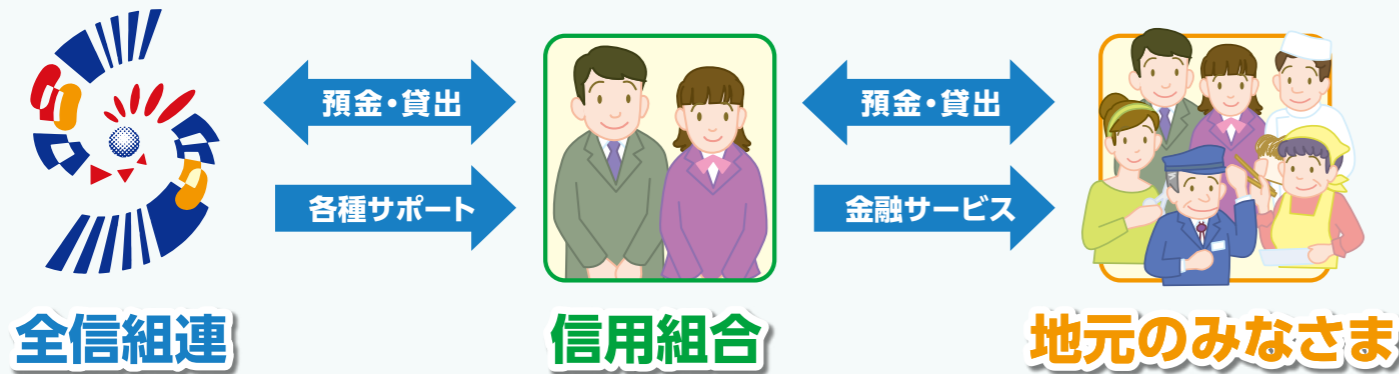 預金・貸出
預金・貸出
各種サポート
金融サービス
全信組連
信用組合
地元のみなさま